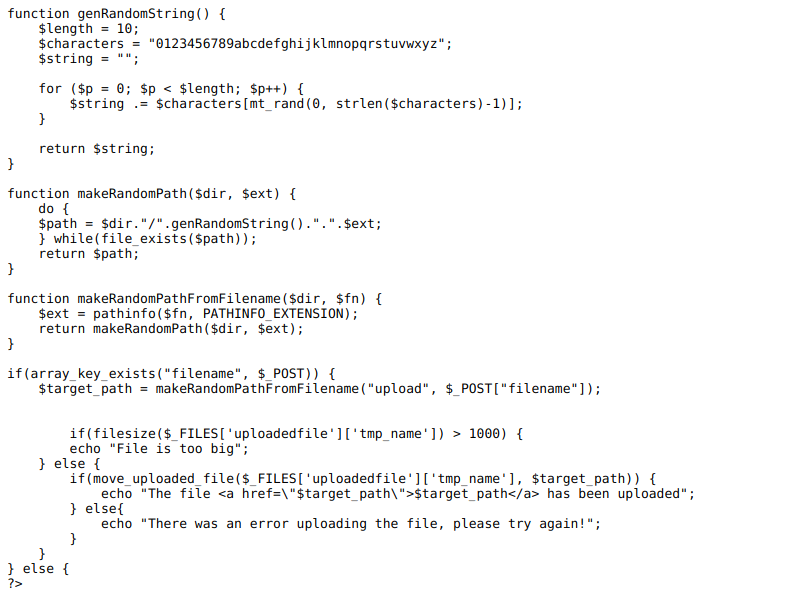 function genRandomString() {
    $length = 10;
    $characters = "0123456789abcdefghijklmnopqrstuvwxyz";
    $string = "";

    for ($p = 0; $p < $length; $p++) {
        $string .= $characters[mt_rand(0, strlen($characters)-1)];
    }

    return $string;
}

function makeRandomPath($dir, $ext) {
    do {
    $path = $dir."/".genRandomString().".".$ext;
    } while(file_exists($path));
    return $path;
}

function makeRandomPathFromFilename($dir, $fn) {
    $ext = pathinfo($fn, PATHINFO_EXTENSION);
    return makeRandomPath($dir, $ext);
}

if(array_key_exists("filename", $_POST)) {
    $target_path = makeRandomPathFromFilename("upload", $_POST["filename"]);


        if(filesize($_FILES['uploadedfile']['tmp_name']) > 1000) {
        echo "File is too big";
    } else {
        if(move_uploaded_file($_FILES['uploadedfile']['tmp_name'], $target_path)) {
            echo "The file <a href=\"$target_path\">$target_path</a> has been uploaded";
        } else{
            echo "There was an error uploading the file, please try again!";
        }
    }
} else {
?>